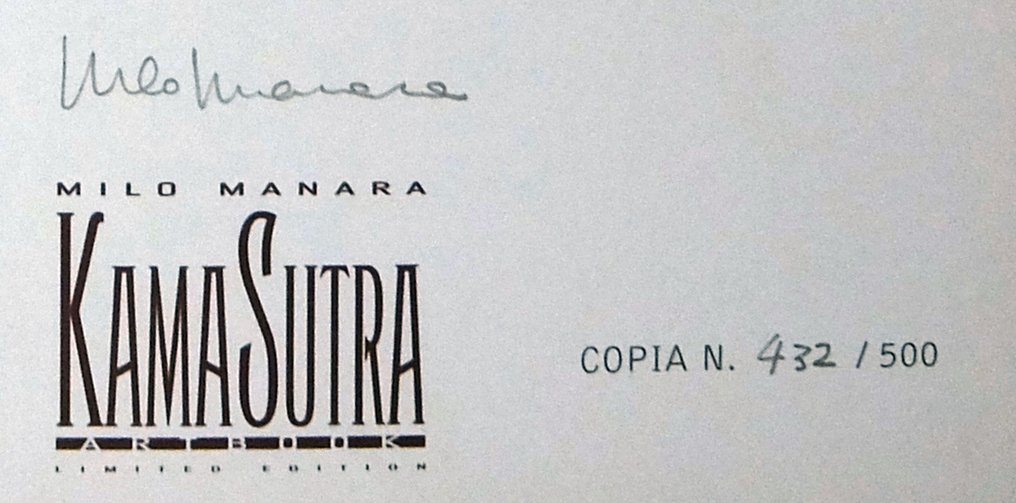 Milo Manara
MILO MANARA
KAMASUTRA
ARTBOOK
LIMITED EDITION
COPIA N. 432 / 500